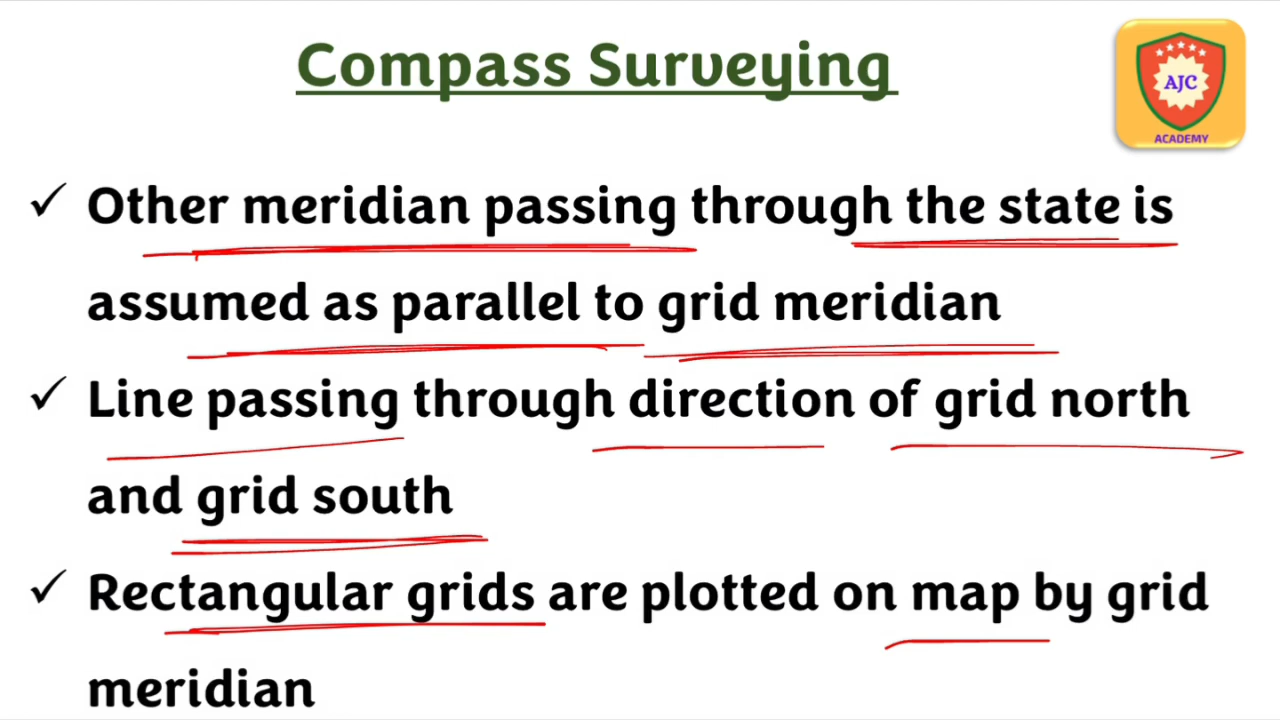 Compass Surveying
AJC
ACADEMY
✓ Other meridian passing through the state is
assumed as parallel to grid meridian
✓ Line passing through direction of grid north
and grid south
✓ Rectangular grids are plotted on map by grid
meridian